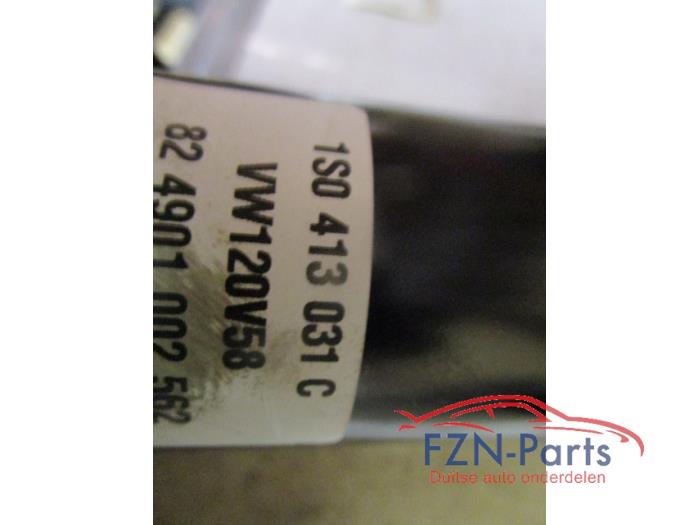 1S0 413 031 C
VW120V58
82 4901 002 562
FZN-Parts
Duitse auto onderdelen